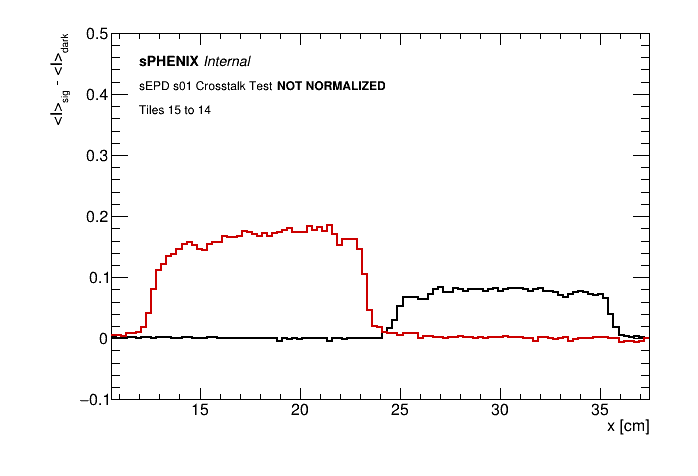 0.5
<I>sig - <I>dark
sPHENIX Internal
sEPD s01 Crosstalk Test NOT NORMALIZED
0.4
Tiles 15 to 14
0.3
0.2
0.1
0
−0.1
15 20 25 30 35
x [cm]